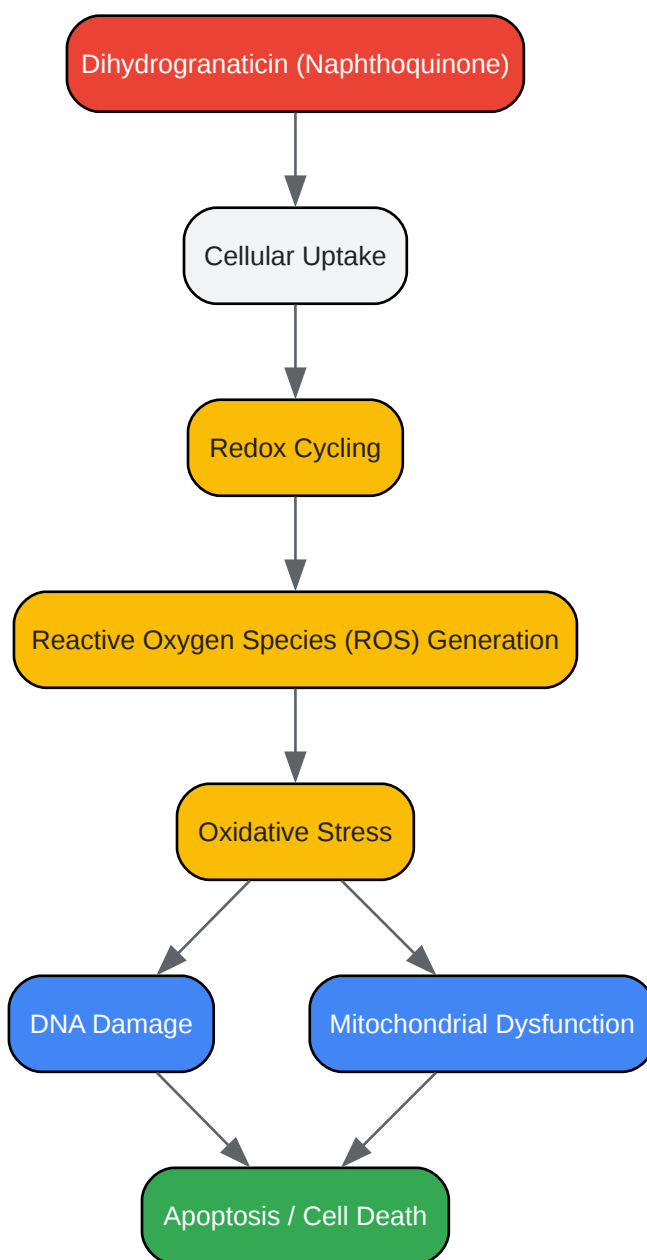 Dihydrogranaticin (Naphthoquinone)
Cellular Uptake
Redox Cycling
Reactive Oxygen Species (ROS) Generation
Oxidative Stress
DNA Damage
Mitochondrial Dysfunction
Apoptosis / Cell Death